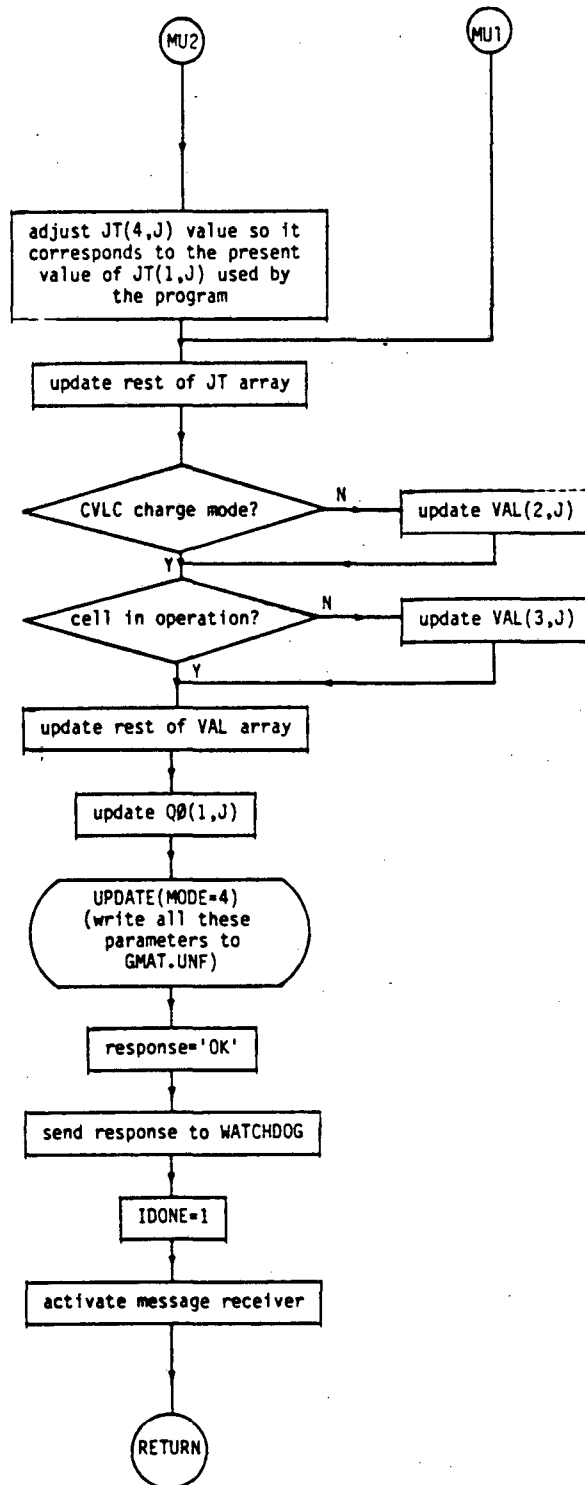 MU2
MU1
adjust JT(4,J) value so it
corresponds to the present
value of JT(1,J) used by
the program
update rest of JT array
CVLC charge mode?
N
update VAL(2,J)
Y
cell in operation?
N
update VAL(3,J)
Y
update rest of VAL array
update QØ(1,J)
UPDATE(MODE=4)
(write all these
parameters to
GMAT.UNF)
response='OK'
send response to WATCHDOG
IDONE=1
activate message receiver
RETURN